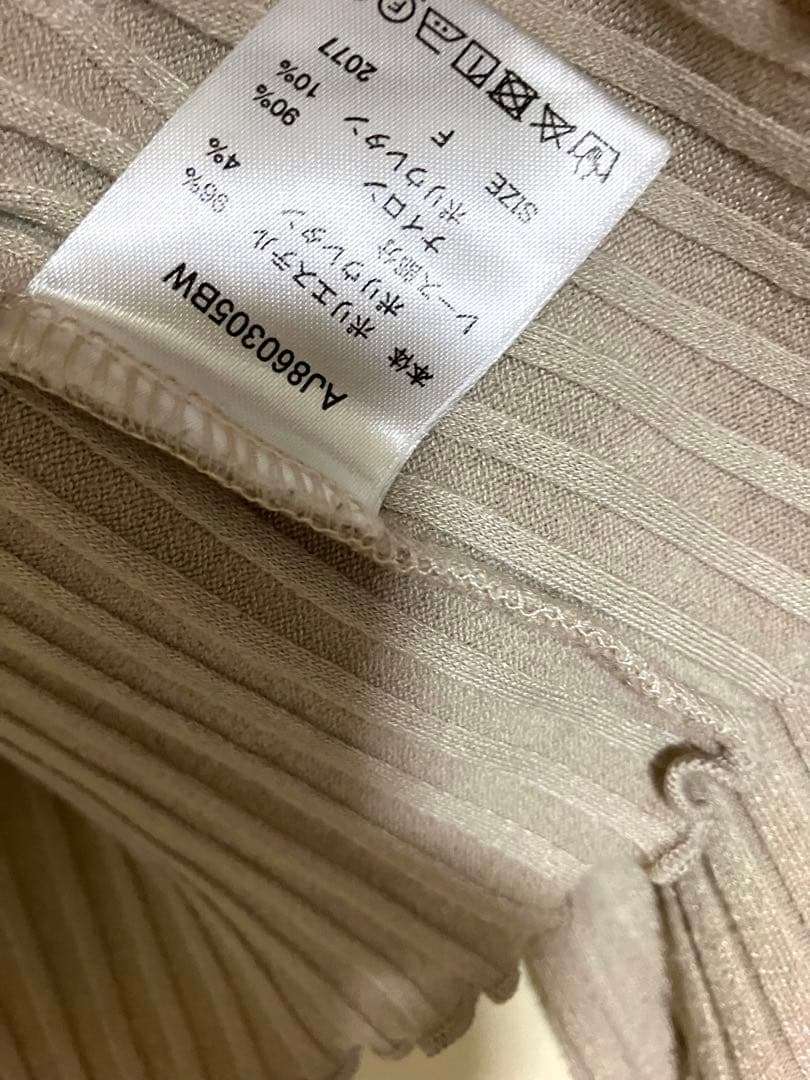 AJ860305BW
本体 ポリエステル 96%
ポリウレタン 4%
レース部分
ナイロン 90%
ポリウレタン 10%
SIZE F 2077